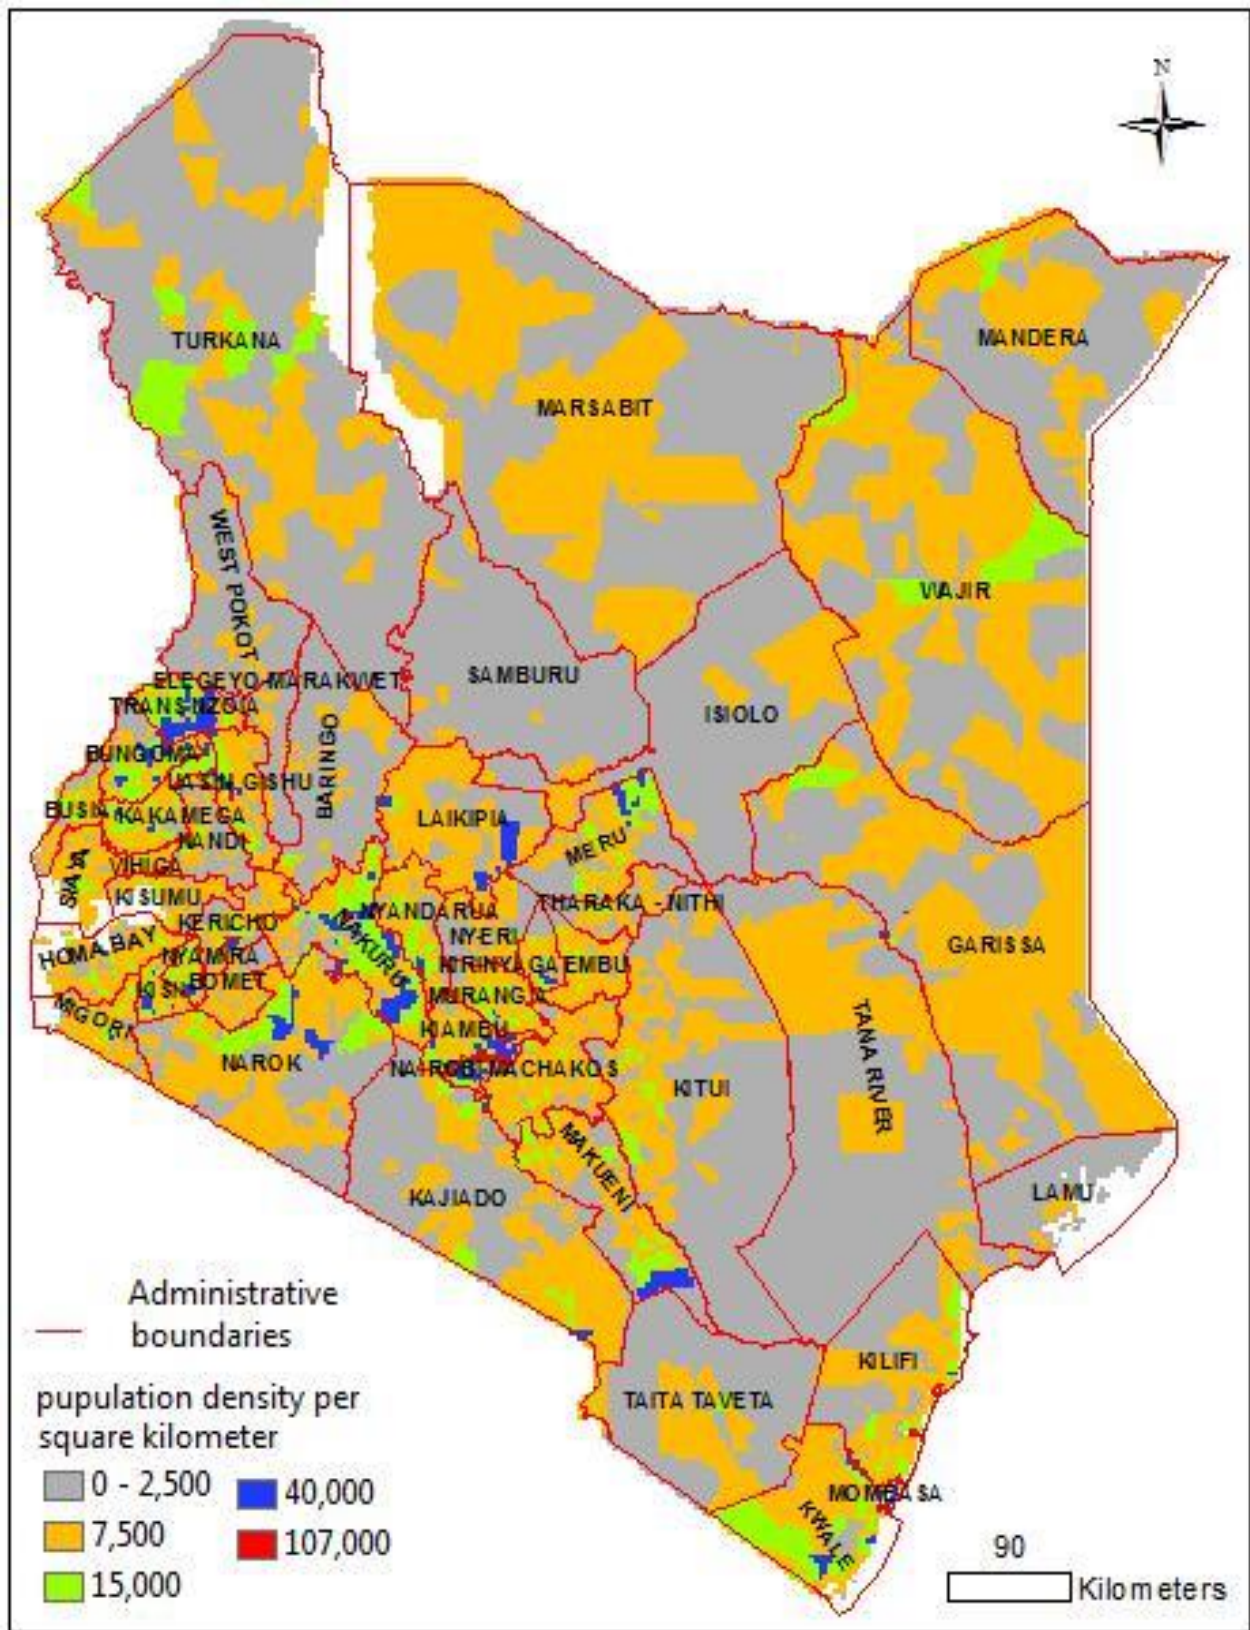 N
TURKANA
MANDERA
MARSABIT
WEST POKOT
WAJIR
ELEGEYO-MARAKWET
SAMBURU
TRANS NZOIA
ISIOLO
BUNGOMA
UASIN GISHU
BARINGO
BUSIA
KAKAMEGA
LAIKIPIA
NANDI
MERU
VIHIGA
SIAYA
KISUMU
THARAKA - NITHI
NYANDARUA
KERICHO
NAKURU
NYERI
GARISSA
HOMA BAY
NYAMIRA
KIRINYAGA
EMBU
BOMET
KISII
MURANGA
MIGORI
KIAMBU
TANA RIVER
NAROK
NAIROBI
MACHAKOS
KITUI
MAKUENI
KAJIADO
LAMU
KILIFI
TAITA TAVETA
MOMBASA
KWALE
Administrative
boundaries
pupulation density per
square kilometer
0 - 2,500
40,000
7,500
107,000
15,000
90
Kilometers